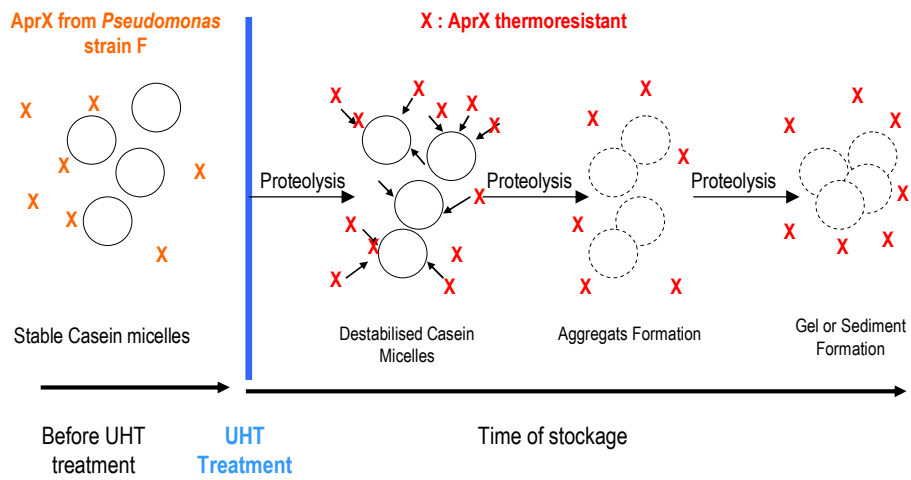 AprX from Pseudomonas
strain F
X : AprX thermoresistant
X X X X X X X
X X X X X X X X X X X
Proteolysis
Proteolysis
X X X X X X
Proteolysis
X X X X X X X
Stable Casein micelles
Destabilised Casein
Micelles
Aggregats Formation
Gel or Sediment
Formation
Before UHT
treatment
UHT
Treatment
Time of stockage